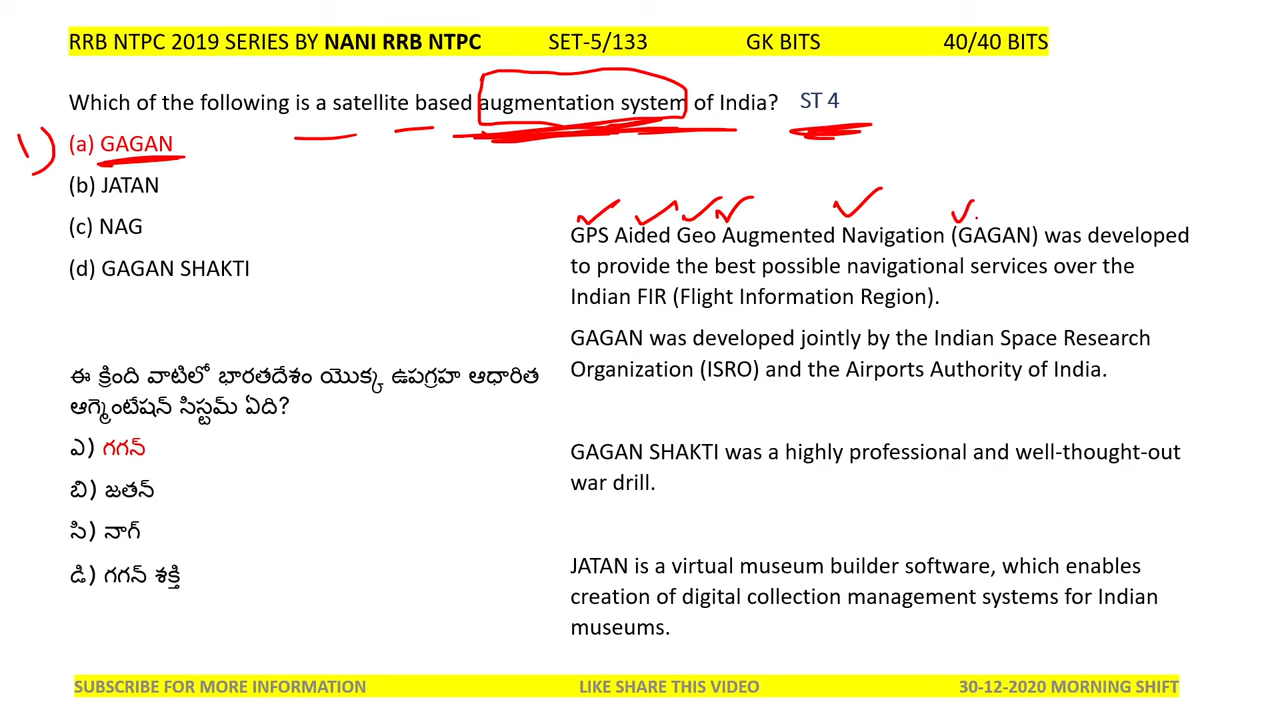 RRB NTPC 2019 SERIES BY NANI RRB NTPC SET-5/133 GK BITS 40/40 BITS
Which of the following is a satellite based augmentation system of India? ST 4
1)
(a) GAGAN
(b) JATAN
(c) NAG
(d) GAGAN SHAKTI
ఈ క్రింది వాటిలో భారతదేశం యొక్క ఉపగ్రహ ఆధారిత
ఆగ్మెంటేషన్ సిస్టమ్ ఏది?
ఎ) గగన్
బి) జతన్
సి) నాగ్
డి) గగన్ శక్తి
GPS Aided Geo Augmented Navigation (GAGAN) was developed
to provide the best possible navigational services over the
Indian FIR (Flight Information Region).
GAGAN was developed jointly by the Indian Space Research
Organization (ISRO) and the Airports Authority of India.
GAGAN SHAKTI was a highly professional and well-thought-out
war drill.
JATAN is a virtual museum builder software, which enables
creation of digital collection management systems for Indian
museums.
SUBSCRIBE FOR MORE INFORMATION LIKE SHARE THIS VIDEO 30-12-2020 MORNING SHIFT